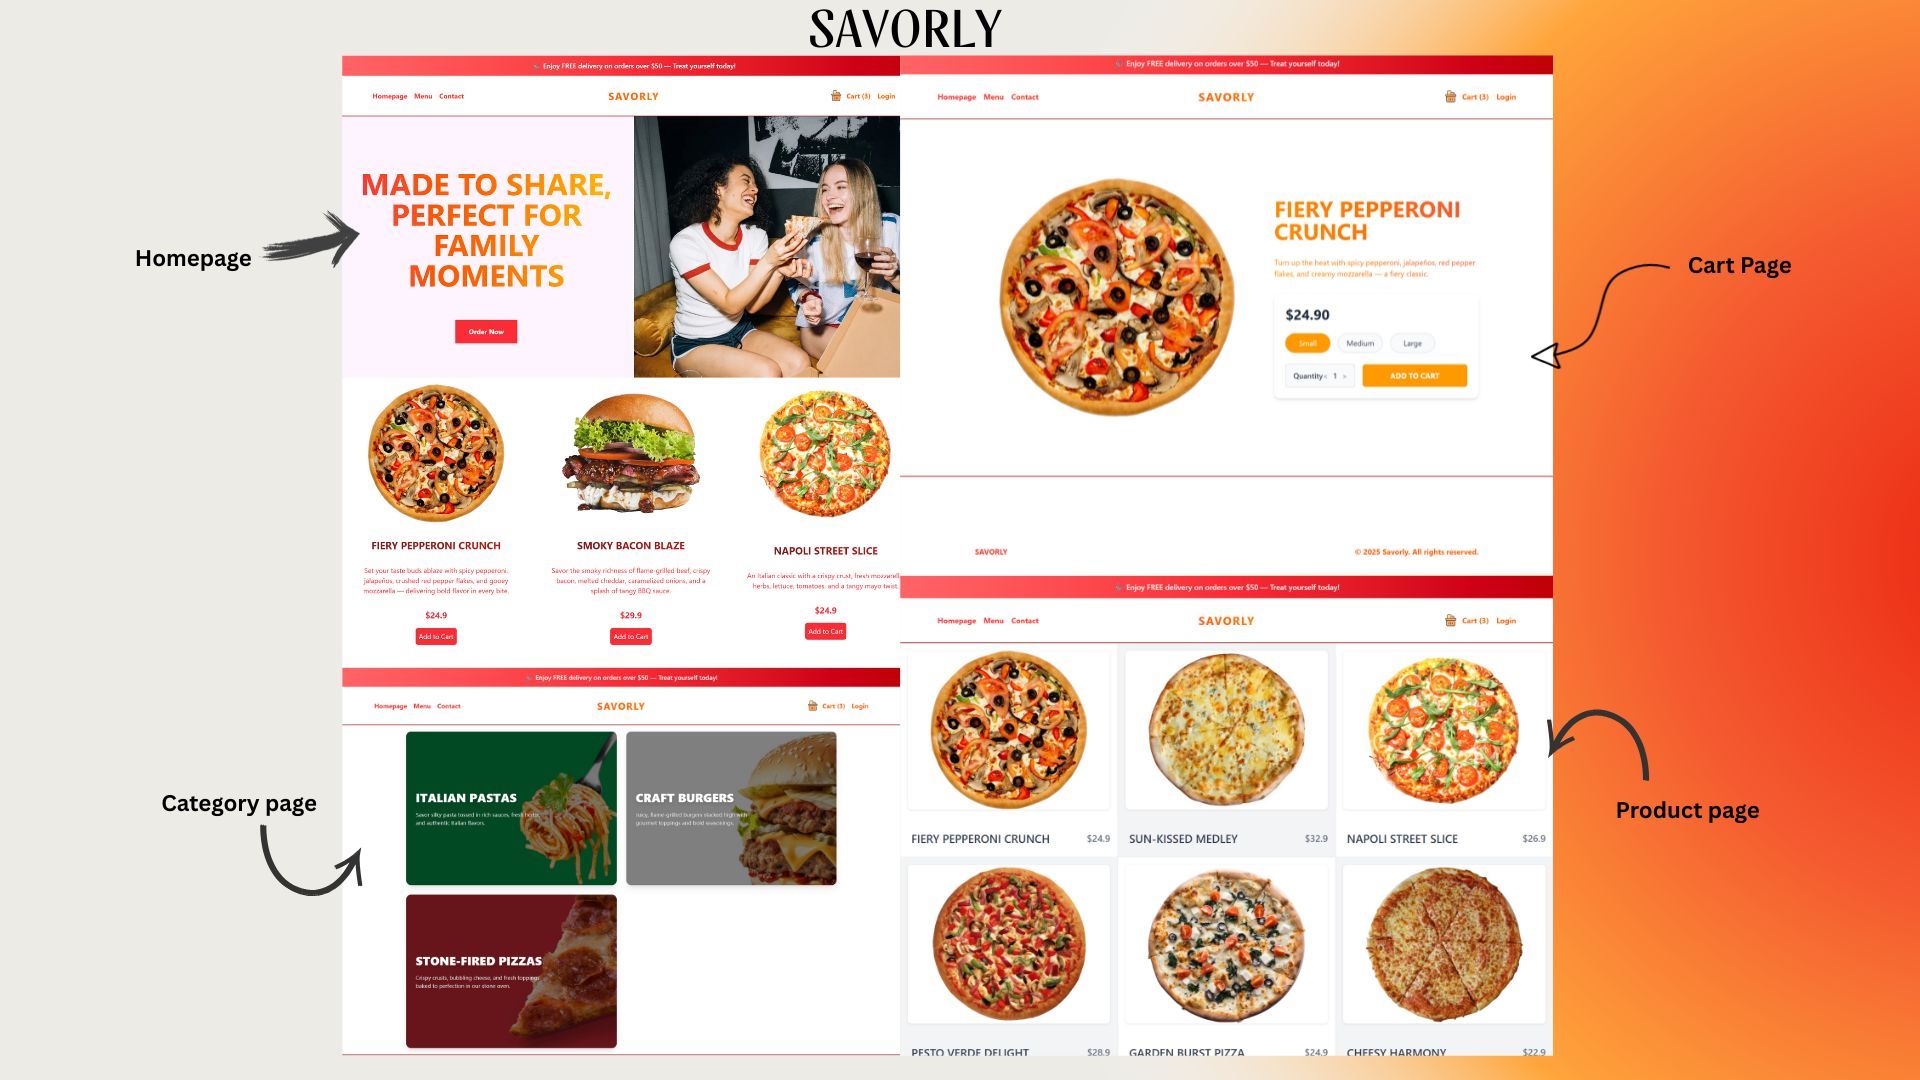 SAVORLY
Enjoy FREE delivery on orders over $50 — Treat yourself today!
Homepage Menu Contact
SAVORLY
Cart (3) Login
MADE TO SHARE,
PERFECT FOR
FAMILY
MOMENTS
Order Now
FIERY PEPPERONI CRUNCH
Set your taste buds ablaze with spicy pepperoni,
jalapeños, crushed red pepper flakes, and gooey
mozzarella — delivering bold flavor in every bite.
$24.9
Add to Cart
SMOKY BACON BLAZE
Savor the smoky richness of flame-grilled beef, crispy
bacon, melted cheddar, caramelized onions, and a
splash of tangy BBQ sauce.
$29.9
Add to Cart
NAPOLI STREET SLICE
An Italian classic with a crispy crust, fresh mozzarell
herbs, lettuce, tomatoes, and a tangy mayo twist.
$24.9
Add to Cart
Homepage
Enjoy FREE delivery on orders over $50 — Treat yourself today!
Homepage Menu Contact
SAVORLY
Cart (3) Login
FIERY PEPPERONI
CRUNCH
Turn up the heat with spicy pepperoni, jalapeños, red pepper
flakes, and creamy mozzarella — a fiery classic.
$24.90
Small Medium Large
Quantity < 1 >
ADD TO CART
SAVORLY
© 2025 Savorly. All rights reserved.
Cart Page
Enjoy FREE delivery on orders over $50 — Treat yourself today!
Homepage Menu Contact
SAVORLY
Cart (3) Login
ITALIAN PASTAS
Savor silky pasta tossed in rich sauces, fresh herbs,
and authentic Italian flavors.
CRAFT BURGERS
Juicy, flame-grilled burgers stacked high with
gourmet toppings and bold seasonings.
STONE-FIRED PIZZAS
Crispy crusts, bubbling cheese, and fresh toppings
baked to perfection in our stone oven.
Category page
Enjoy FREE delivery on orders over $50 — Treat yourself today!
Homepage Menu Contact
SAVORLY
Cart (3) Login
FIERY PEPPERONI CRUNCH $24.9
SUN-KISSED MEDLEY $32.9
NAPOLI STREET SLICE $26.9
PESTO VERDE DELIGHT $28.9
GARDEN BURST PIZZA $24.9
CHEESY HARMONY $22.9
Product page